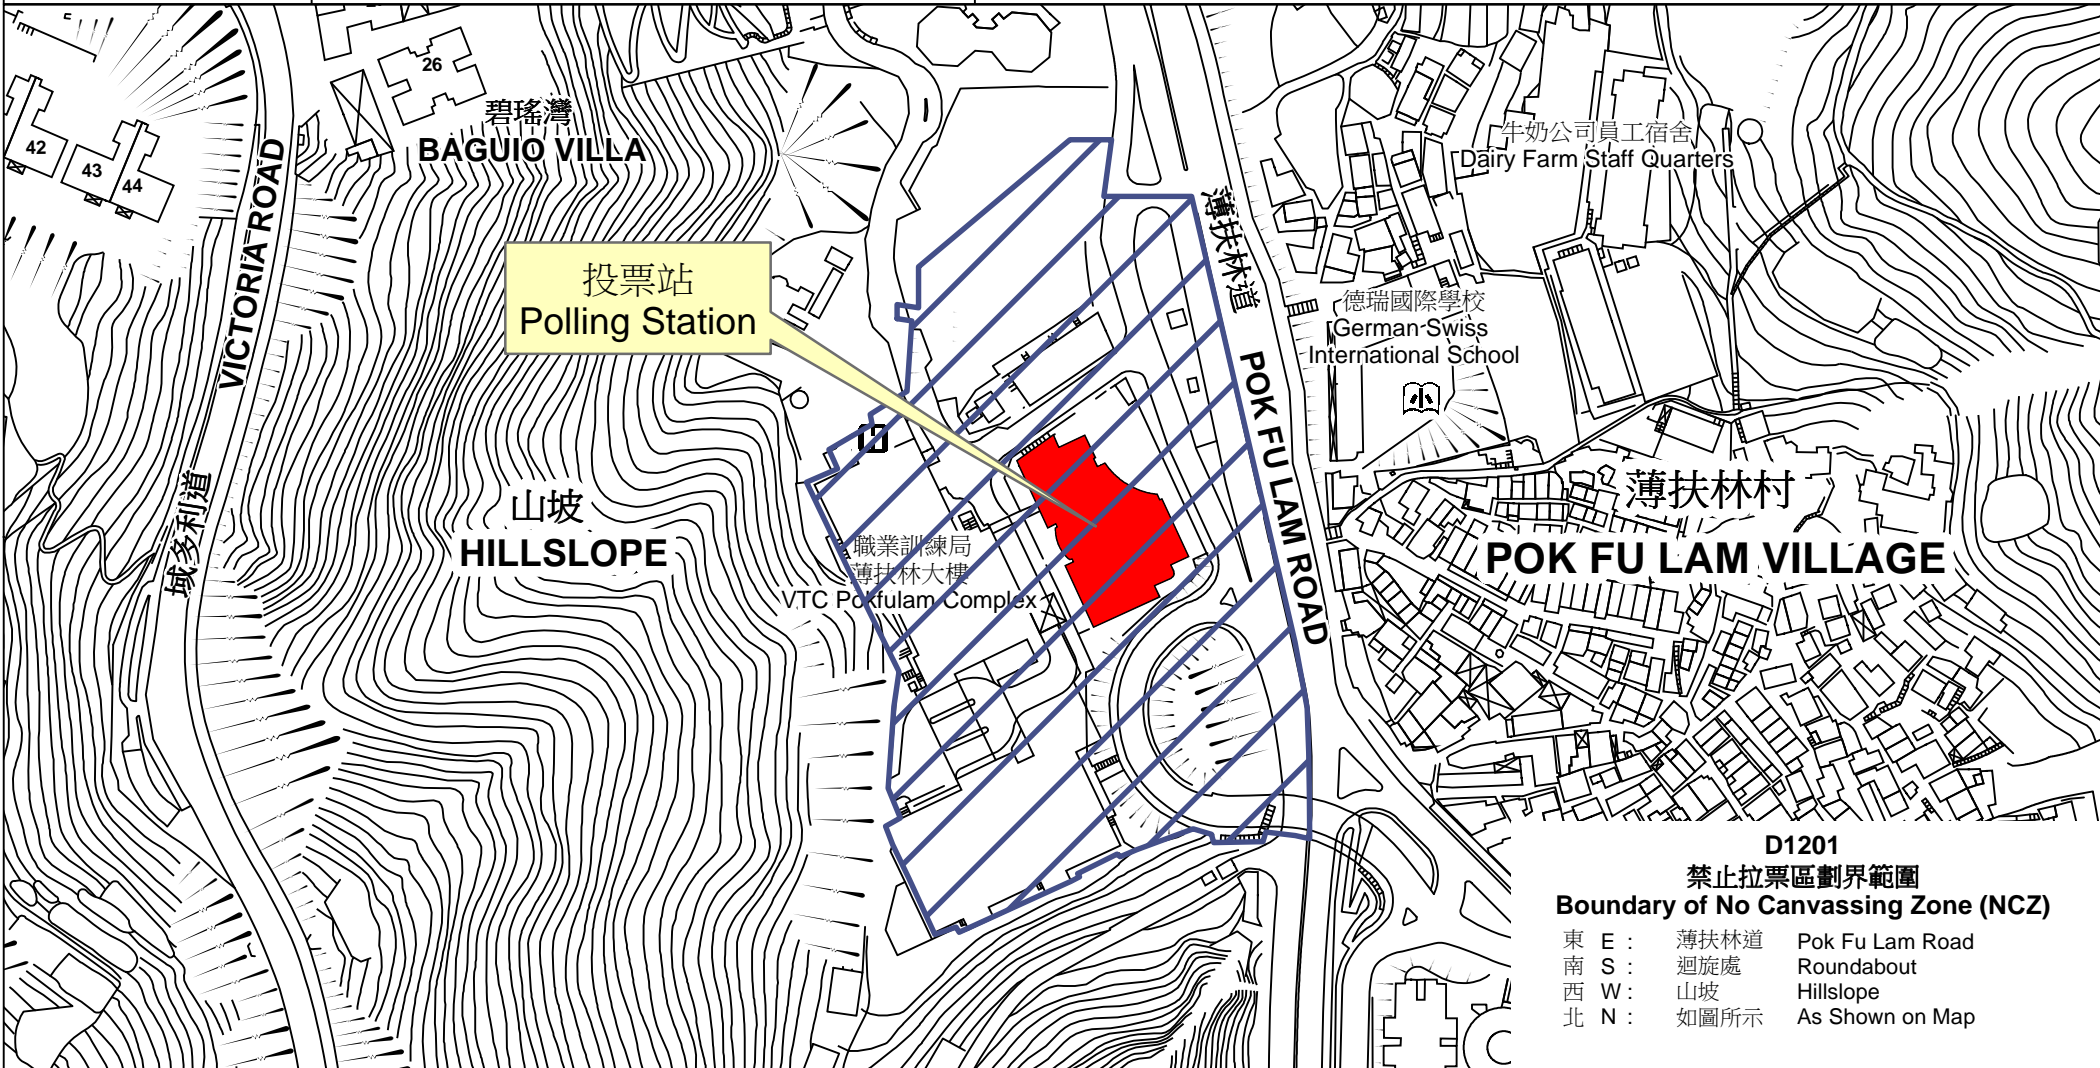 26
42
43
44
碧瑤灣
BAGUIO VILLA
VICTORIA ROAD
域多利道
投票站
Polling Station
山坡
HILLSLOPE
職業訓練局
薄扶林大樓
VTC Pokfulam Complex
薄扶林道
POK FU LAM ROAD
牛奶公司員工宿舍
Dairy Farm Staff Quarters
德瑞國際學校
German Swiss
International School
小
薄扶林村
POK FU LAM VILLAGE
D1201
禁止拉票區劃界範圍
Boundary of No Canvassing Zone (NCZ)
東 E : 薄扶林道 Pok Fu Lam Road
南 S : 迴旋處 Roundabout
西 W : 山坡 Hillslope
北 N : 如圖所示 As Shown on Map